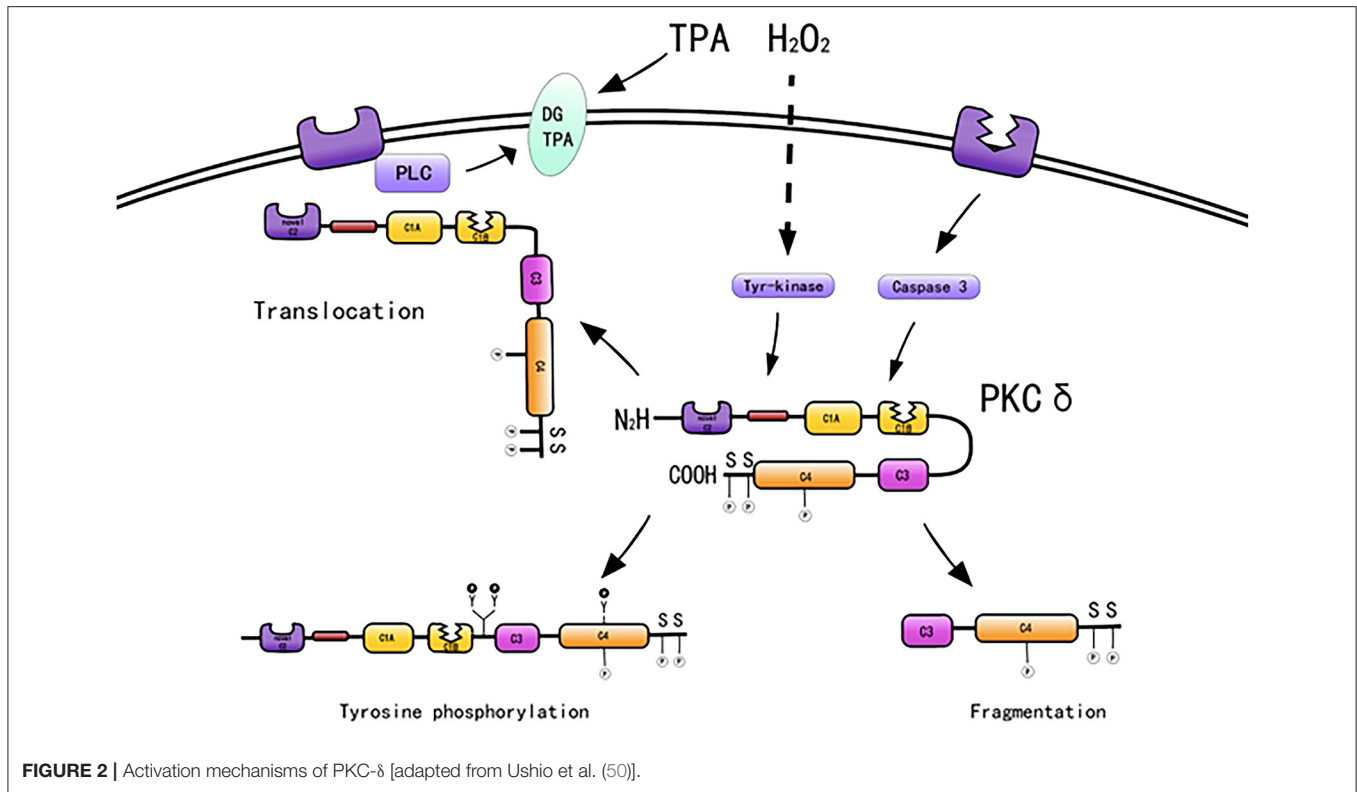 TPA H₂O₂
DG
TPA
PLC
novel
C2
C1A
C1B
C3
C4
P
P
P
S
S
Translocation
Tyr-kinase
Caspase 3
PKC δ
N₂H
novel
C2
C1A
C1B
COOH
S S
C4
C3
P
P
P
P
P
Y
Y
P
Y
novel
C2
C1A
C1B
C3
C4
S S
P
P
P
Tyrosine phosphorylation
C3
C4
S S
P
P
P
Fragmentation
FIGURE 2 | Activation mechanisms of PKC-δ [adapted from Ushio et al. (50)].